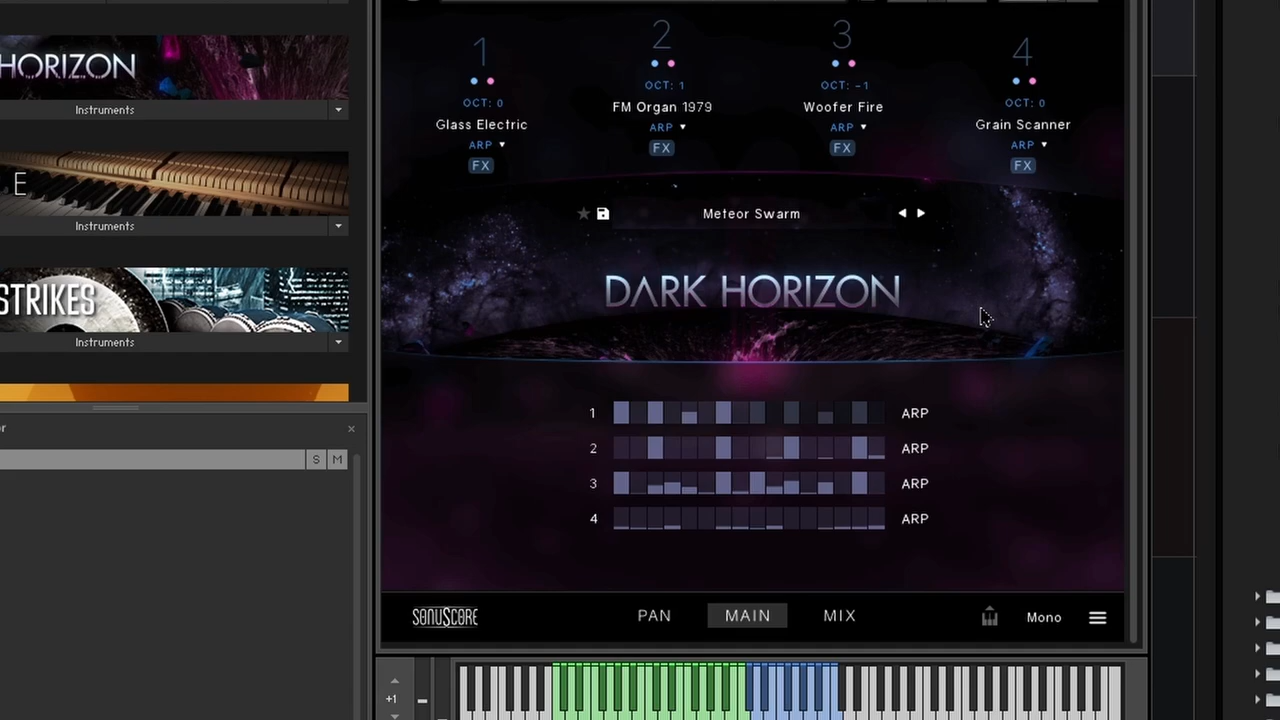 HORIZON
Instruments
E
Instruments
STRIKES
Instruments
r
×
S M
1
OCT: 0
Glass Electric
ARP
FX
2
OCT: 1
FM Organ 1979
ARP
FX
3
OCT: -1
Woofer Fire
ARP
FX
4
OCT: 0
Grain Scanner
ARP
FX
Meteor Swarm
DARK HORIZON
1 ARP
2 ARP
3 ARP
4 ARP
SONUSCORE
PAN MAIN MIX
Mono
+1